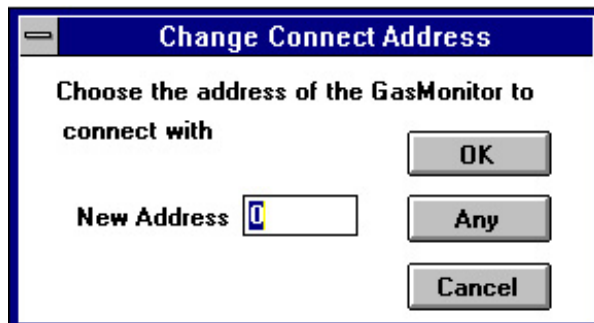 Change Connect Address
Choose the address of the GasMonitor to
connect with
OK
New Address 0
Any
Cancel